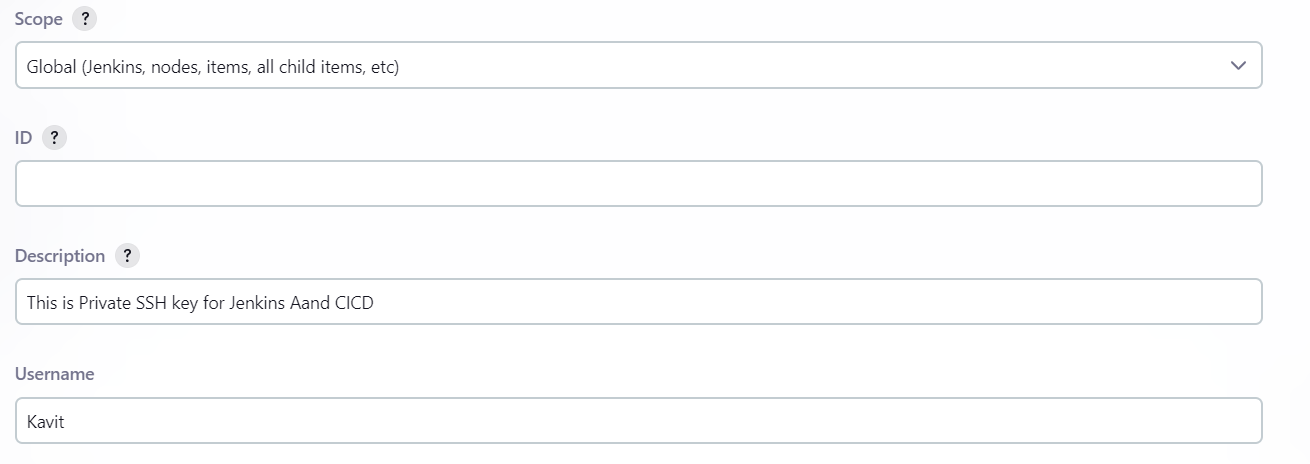 Scope ?
Global (Jenkins, nodes, items, all child items, etc)
ID ?
Description ?
This is Private SSH key for Jenkins Aand CICD
Username
Kavit